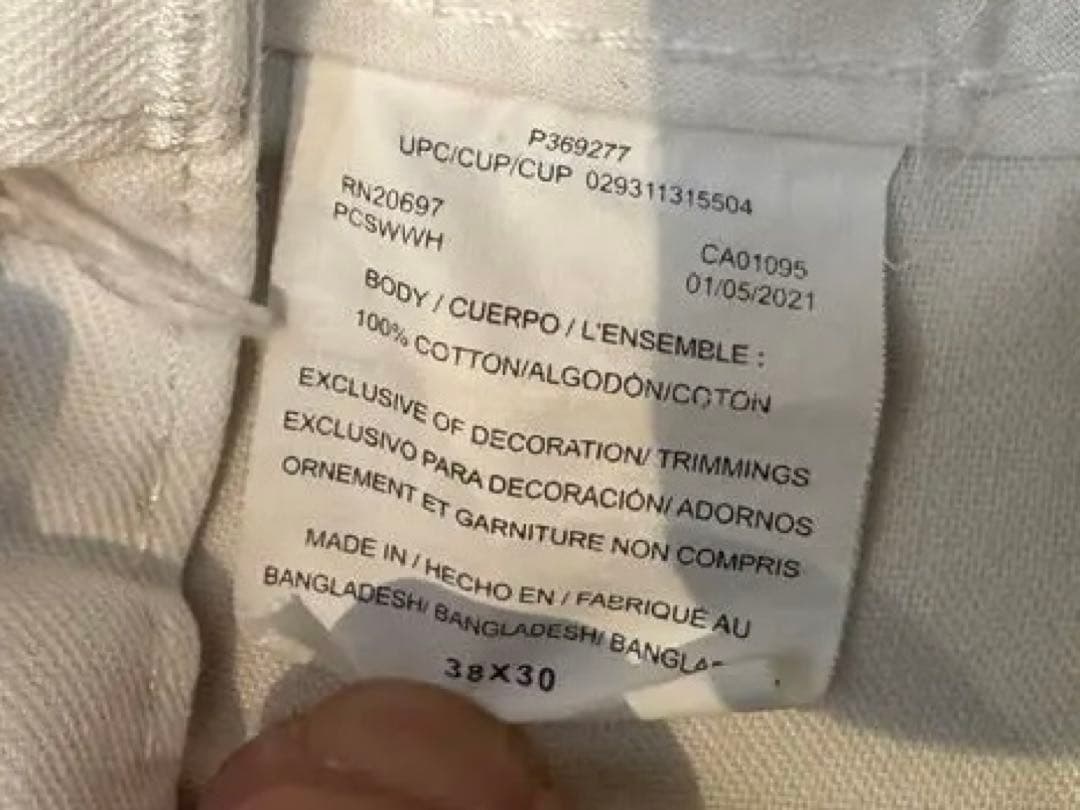 P369277
UPC/CUP/CUP 029311315504
RN20697
PCSWWH
CA01095
01/05/2021
BODY / CUERPO / L'ENSEMBLE :
100% COTTON/ALGODÓN/COTON
EXCLUSIVE OF DECORATION/ TRIMMINGS
EXCLUSIVO PARA DECORACIÓN/ ADORNOS
ORNEMENT ET GARNITURE NON COMPRIS
MADE IN / HECHO EN / FABRIQUÉ AU
BANGLADESH/ BANGLADESH/
38X30